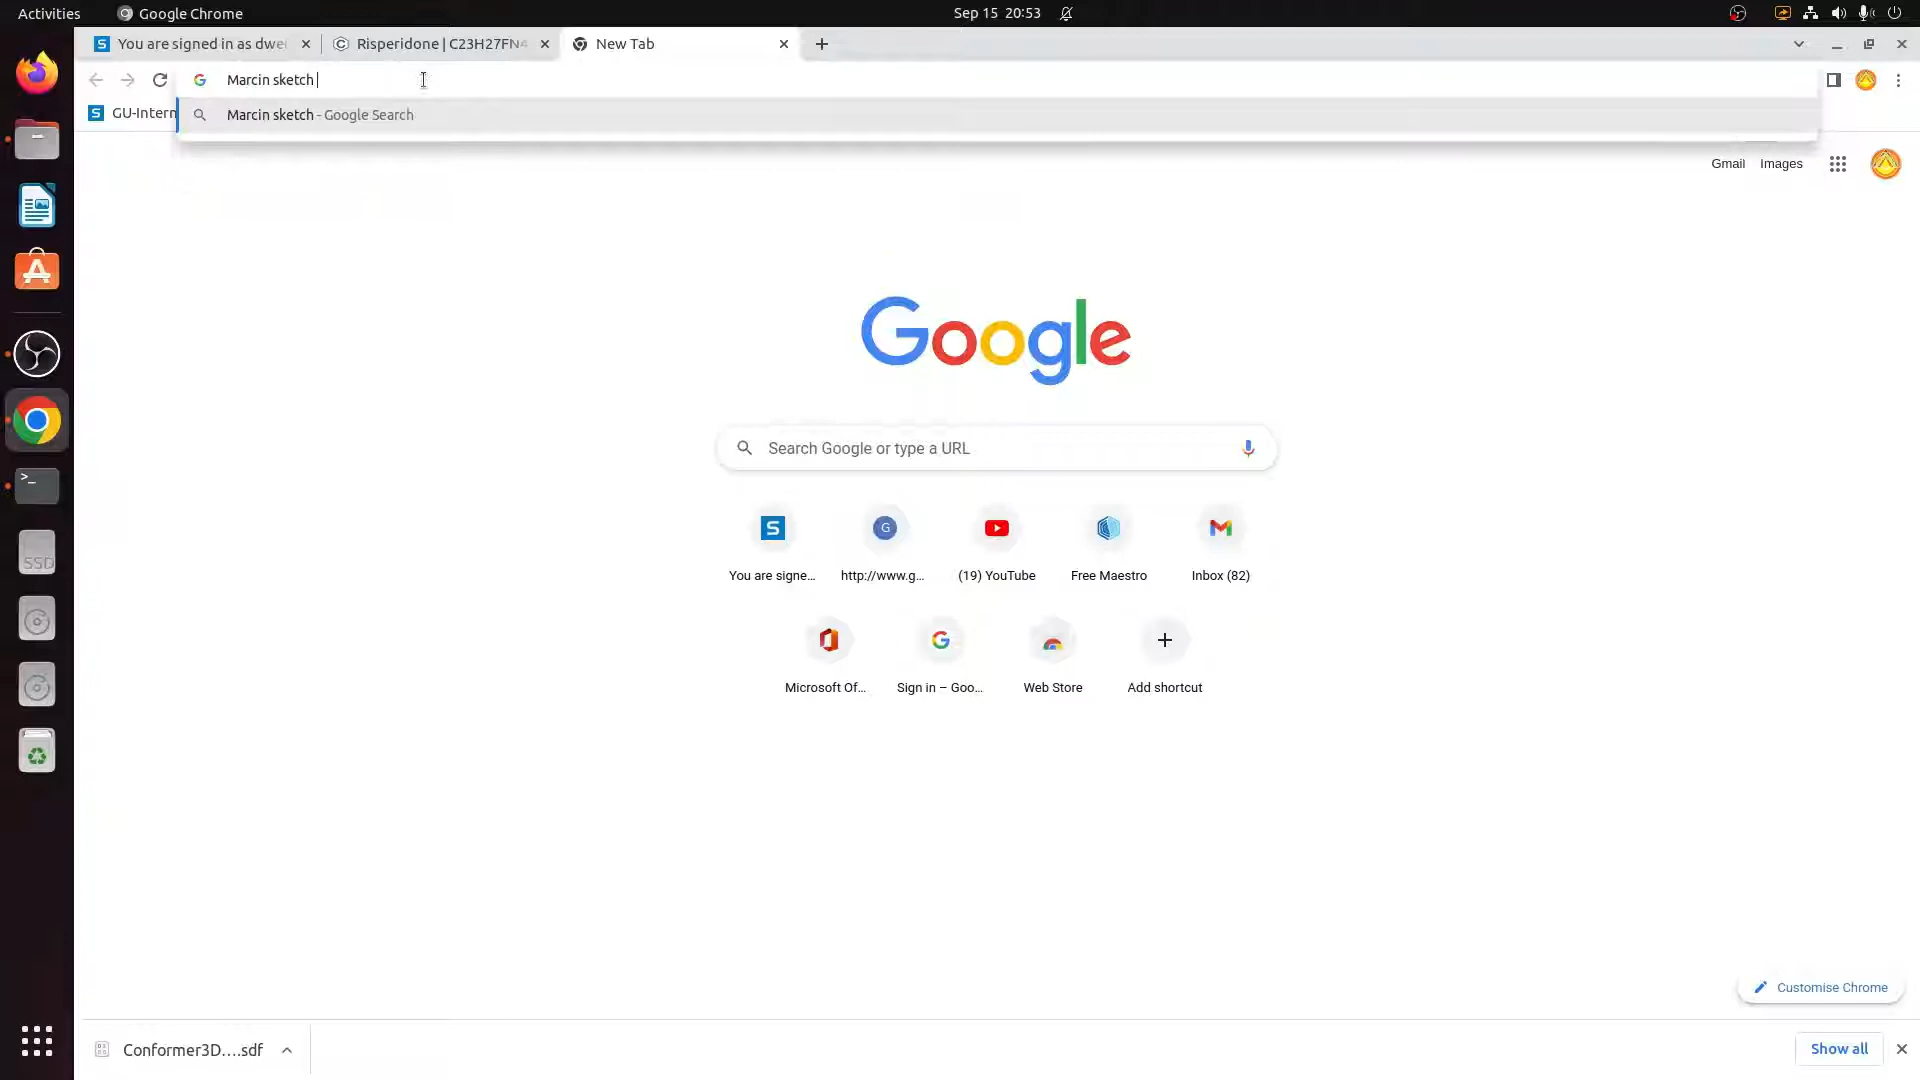 Activities
Google Chrome
Sep 15 20:53
You are signed in as dwe
Risperidone | C23H27FN4
New Tab
Marcin sketch
GU-Intern
Marcin sketch - Google Search
Gmail
Images
Google
Search Google or type a URL
You are signe...
http://www.g...
(19) YouTube
Free Maestro
Inbox (82)
Microsoft Of...
Sign in – Goo...
Web Store
Add shortcut
SSD
Customise Chrome
Conformer3D....sdf
Show all